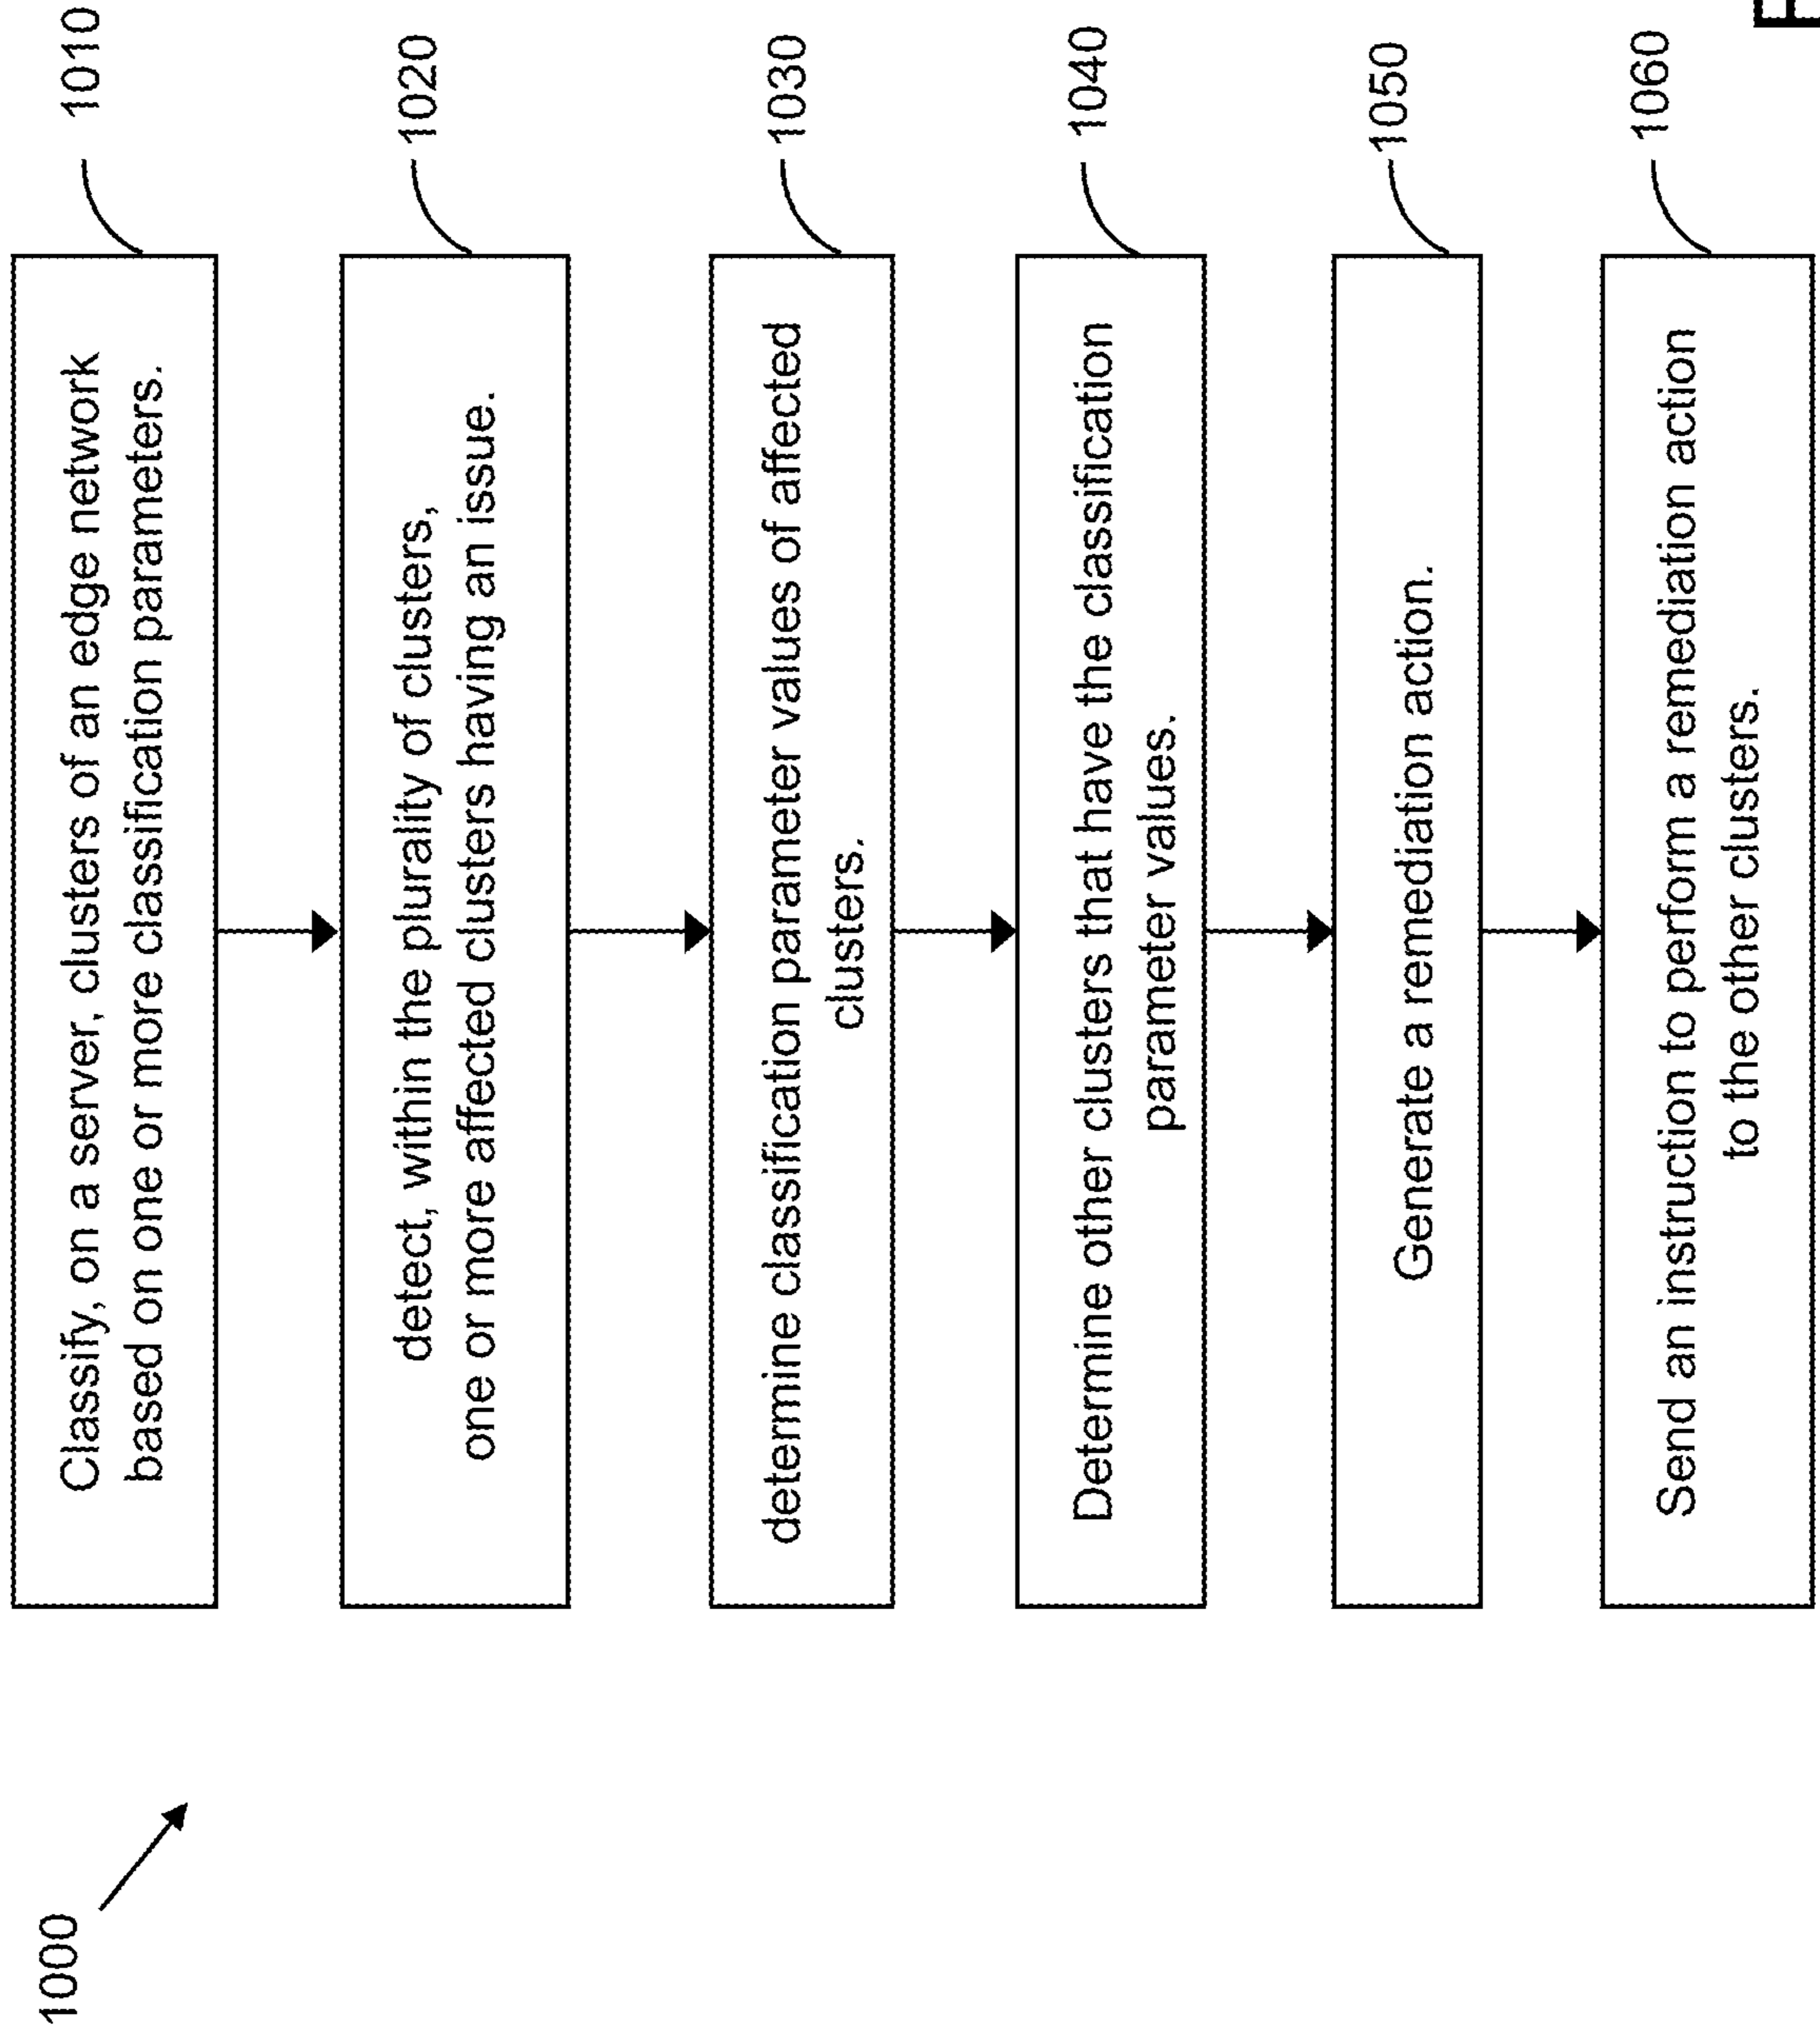 1000
Classify, on a server, clusters of an edge network
based on one or more classification parameters.
1010
detect, within the plurality of clusters,
one or more affected clusters having an issue.
1020
determine classification parameter values of affected
clusters.
1030
Determine other clusters that have the classification
parameter values.
1040
Generate a remediation action.
1050
Send an instruction to perform a remediation action
to the other clusters.
1060